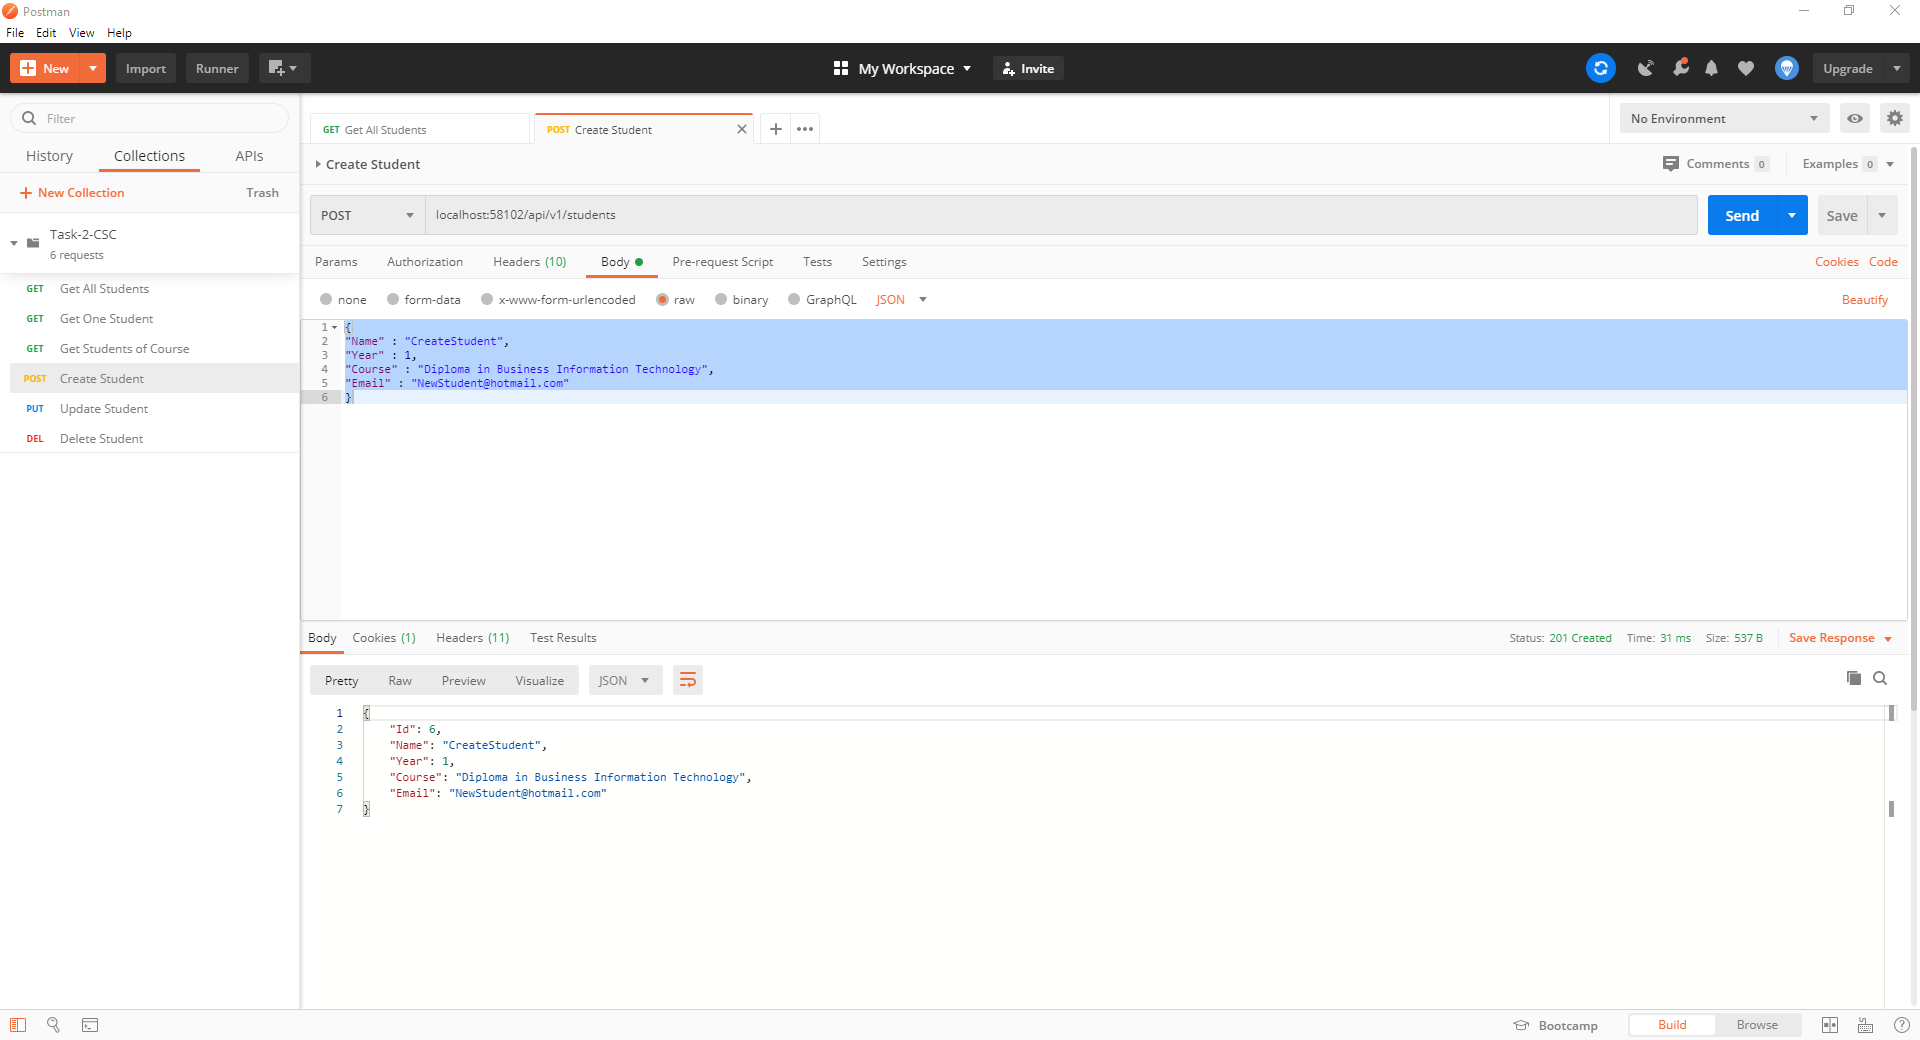 Postman
File Edit View Help
New Import Runner My Workspace Invite Upgrade
Filter
History Collections APIs
New Collection Trash
Task-2-CSC
6 requests
GET Get All Students
GET Get One Student
GET Get Students of Course
POST Create Student
PUT Update Student
DEL Delete Student
GET Get All Students POST Create Student No Environment
Create Student Comments 0 Examples 0
POST localhost:58102/api/v1/students Send Save
Params Authorization Headers (10) Body Pre-request Script Tests Settings Cookies Code
none form-data x-www-form-urlencoded raw binary GraphQL JSON Beautify
1 {
2 "Name" : "CreateStudent",
3 "Year" : 1,
4 "Course" : "Diploma in Business Information Technology",
5 "Email" : "NewStudent@hotmail.com"
6 }
Body Cookies (1) Headers (11) Test Results Status: 201 Created Time: 31 ms Size: 537 B Save Response
Pretty Raw Preview Visualize JSON
1 {
2 "Id": 6,
3 "Name": "CreateStudent",
4 "Year": 1,
5 "Course": "Diploma in Business Information Technology",
6 "Email": "NewStudent@hotmail.com"
7 }
Bootcamp Build Browse